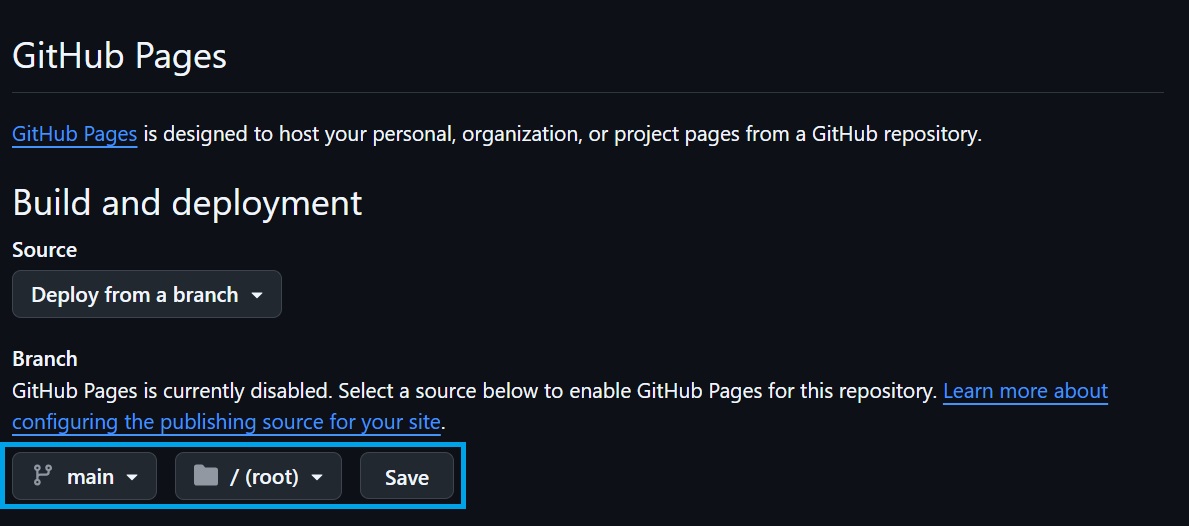 GitHub Pages
GitHub Pages is designed to host your personal, organization, or project pages from a GitHub repository.
Build and deployment
Source
Deploy from a branch
Branch
GitHub Pages is currently disabled. Select a source below to enable GitHub Pages for this repository. Learn more about
configuring the publishing source for your site.
main / (root) Save